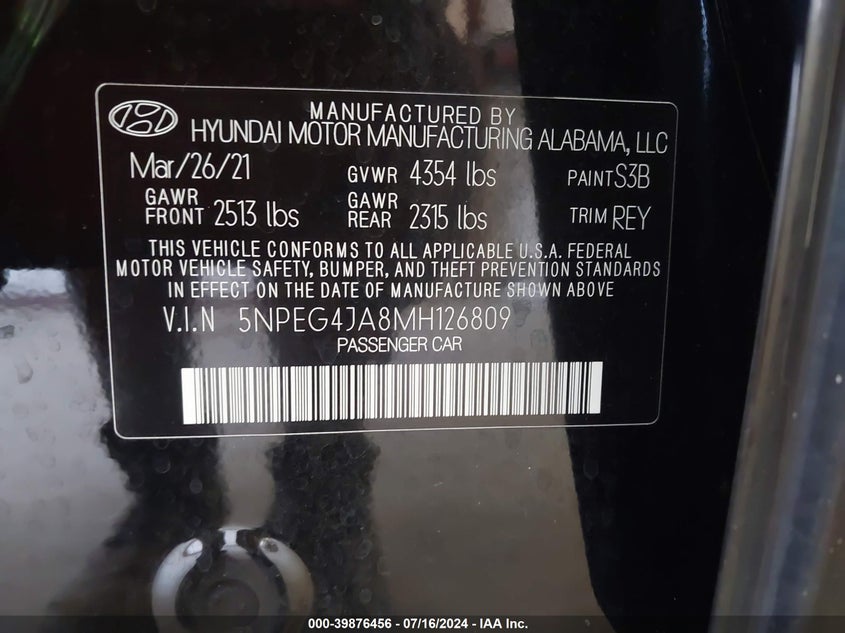 MANUFACTURED BY
HYUNDAI MOTOR MANUFACTURING ALABAMA, LLC
Mar/26/21 GVWR 4354 lbs PAINT S3B
GAWR FRONT 2513 lbs GAWR REAR 2315 lbs TRIM REY
THIS VEHICLE CONFORMS TO ALL APPLICABLE U.S.A. FEDERAL
MOTOR VEHICLE SAFETY, BUMPER, AND THEFT PREVENTION STANDARDS
IN EFFECT ON THE DATE OF MANUFACTURE SHOWN ABOVE
V.I.N 5NPEG4JA8MH126809
PASSENGER CAR
000-39876456 - 07/16/2024 - IAA Inc.